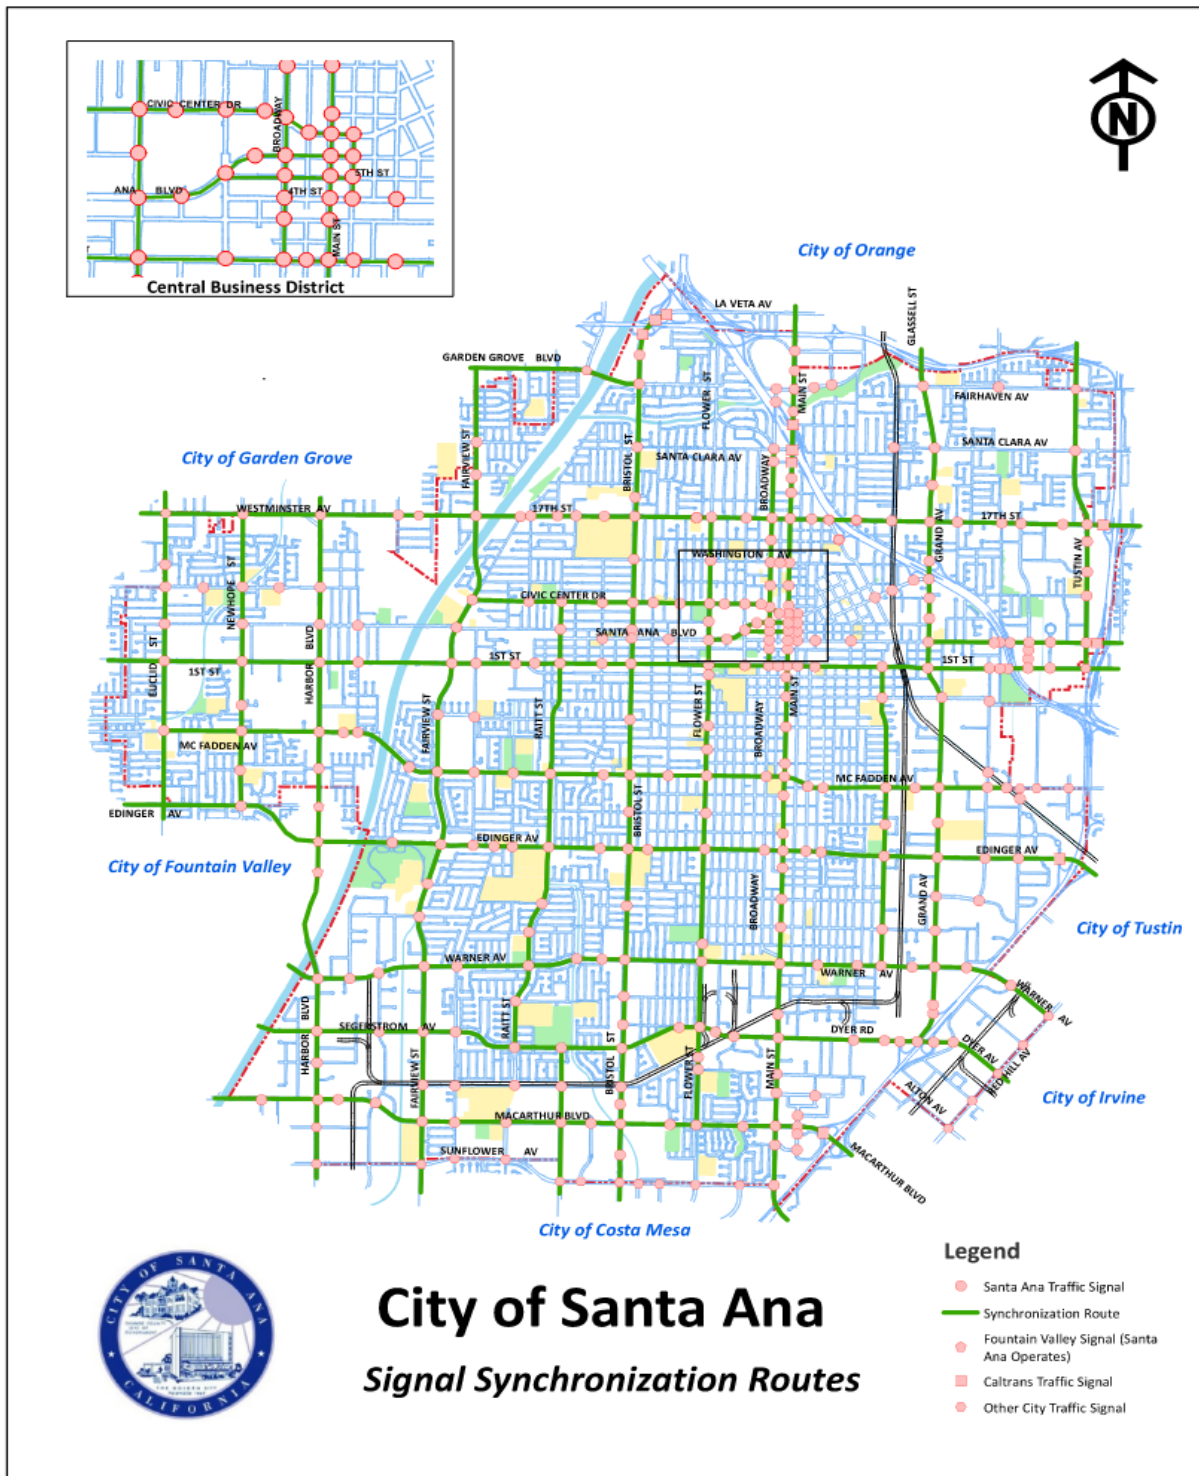 CIVIC CENTER DR
BROADWAY
5TH ST
ANA BLVD
4TH ST
MAIN ST
Central Business District
N
City of Orange
LA VETA AV
GLASSELL ST
GARDEN GROVE BLVD
FLOWER ST
MAIN ST
FAIRHAVEN AV
FAIRVIEW ST
BRISTOL ST
SANTA CLARA AV
SANTA CLARA AV
City of Garden Grove
BROADWAY
WESTMINSTER AV
17TH ST
17TH ST
GRAND AV
WASHINGTON AV
TUSTIN AV
NEWHOPE ST
CIVIC CENTER DR
SANTA ANA BLVD
EUCLID ST
HARBOR BLVD
1ST ST
1ST ST
1ST ST
FAIRVIEW ST
RAITT ST
FLOWER ST
BROADWAY
MAIN ST
MC FADDEN AV
MC FADDEN AV
EDINGER AV
BRISTOL ST
EDINGER AV
EDINGER AV
City of Fountain Valley
BROADWAY
GRAND AV
City of Tustin
WARNER AV
WARNER AV
WARNER AV
HARBOR BLVD
SEGERSTROM AV
RAITT ST
DYER RD
DYER AV
FAIRVIEW ST
BRISTOL ST
FLOWER ST
MAIN ST
RED HILL AV
ALTON AV
City of Irvine
MACARTHUR BLVD
SUNFLOWER AV
MACARTHUR BLVD
City of Costa Mesa
CITY OF SANTA ANA
CALIFORNIA
City of Santa Ana
Signal Synchronization Routes
Legend
Santa Ana Traffic Signal
Synchronization Route
Fountain Valley Signal (Santa
Ana Operates)
Caltrans Traffic Signal
Other City Traffic Signal